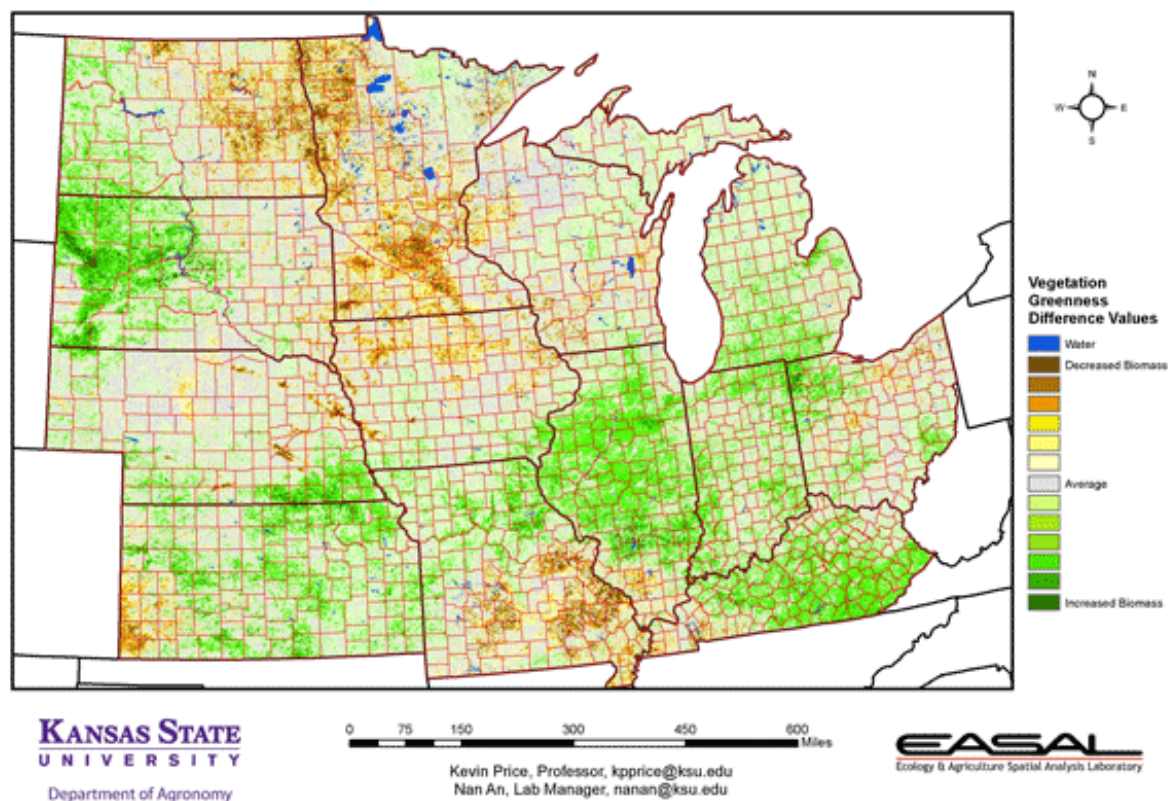 N
W E
S
Vegetation
Greenness
Difference Values
Water
Decreased Biomass
Average
Increased Biomass
KANSAS STATE
UNIVERSITY
Department of Agronomy
0 75 150 300 450 600
Miles
Kevin Price, Professor, kpprice@ksu.edu
Nan An, Lab Manager, nanan@ksu.edu
EASAL
Ecology & Agriculture Spatial Analysis Laboratory